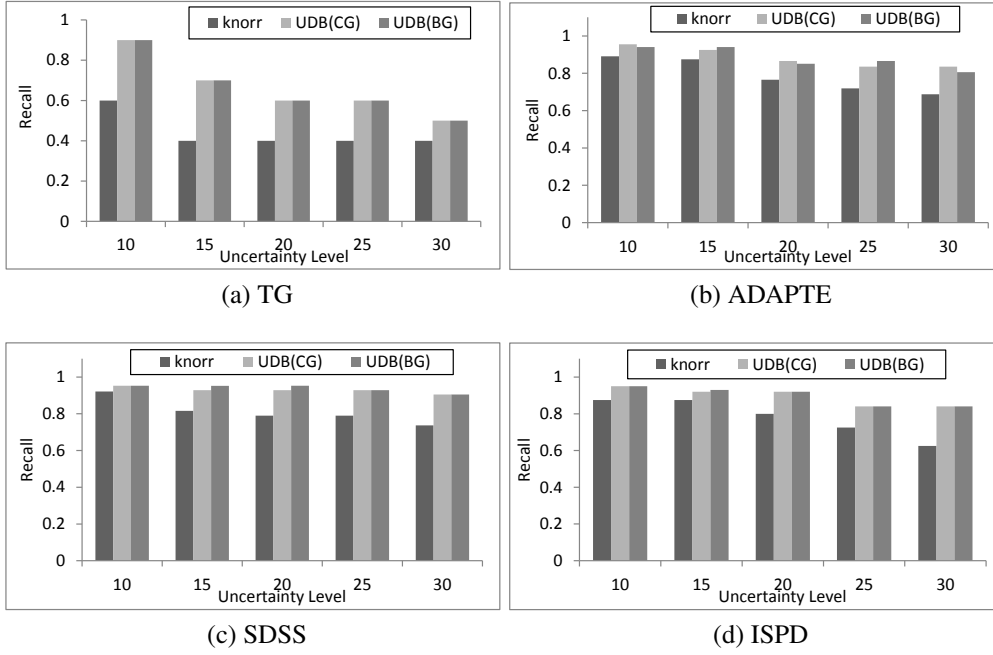 knorr UDB(CG) UDB(BG)
1
0.8
0.6
0.4
0.2
0
Recall
10 15 20 25 30
Uncertainty Level
(a) TG
knorr UDB(CG) UDB(BG)
1
0.8
0.6
0.4
0.2
0
Recall
10 15 20 25 30
Uncertainty Level
(b) ADAPTE
knorr UDB(CG) UDB(BG)
1
0.8
0.6
0.4
0.2
0
Recall
10 15 20 25 30
Uncertainty Level
(c) SDSS
knorr UDB(CG) UDB(BG)
1
0.8
0.6
0.4
0.2
0
Recall
10 15 20 25 30
Uncertainty Level
(d) ISPD